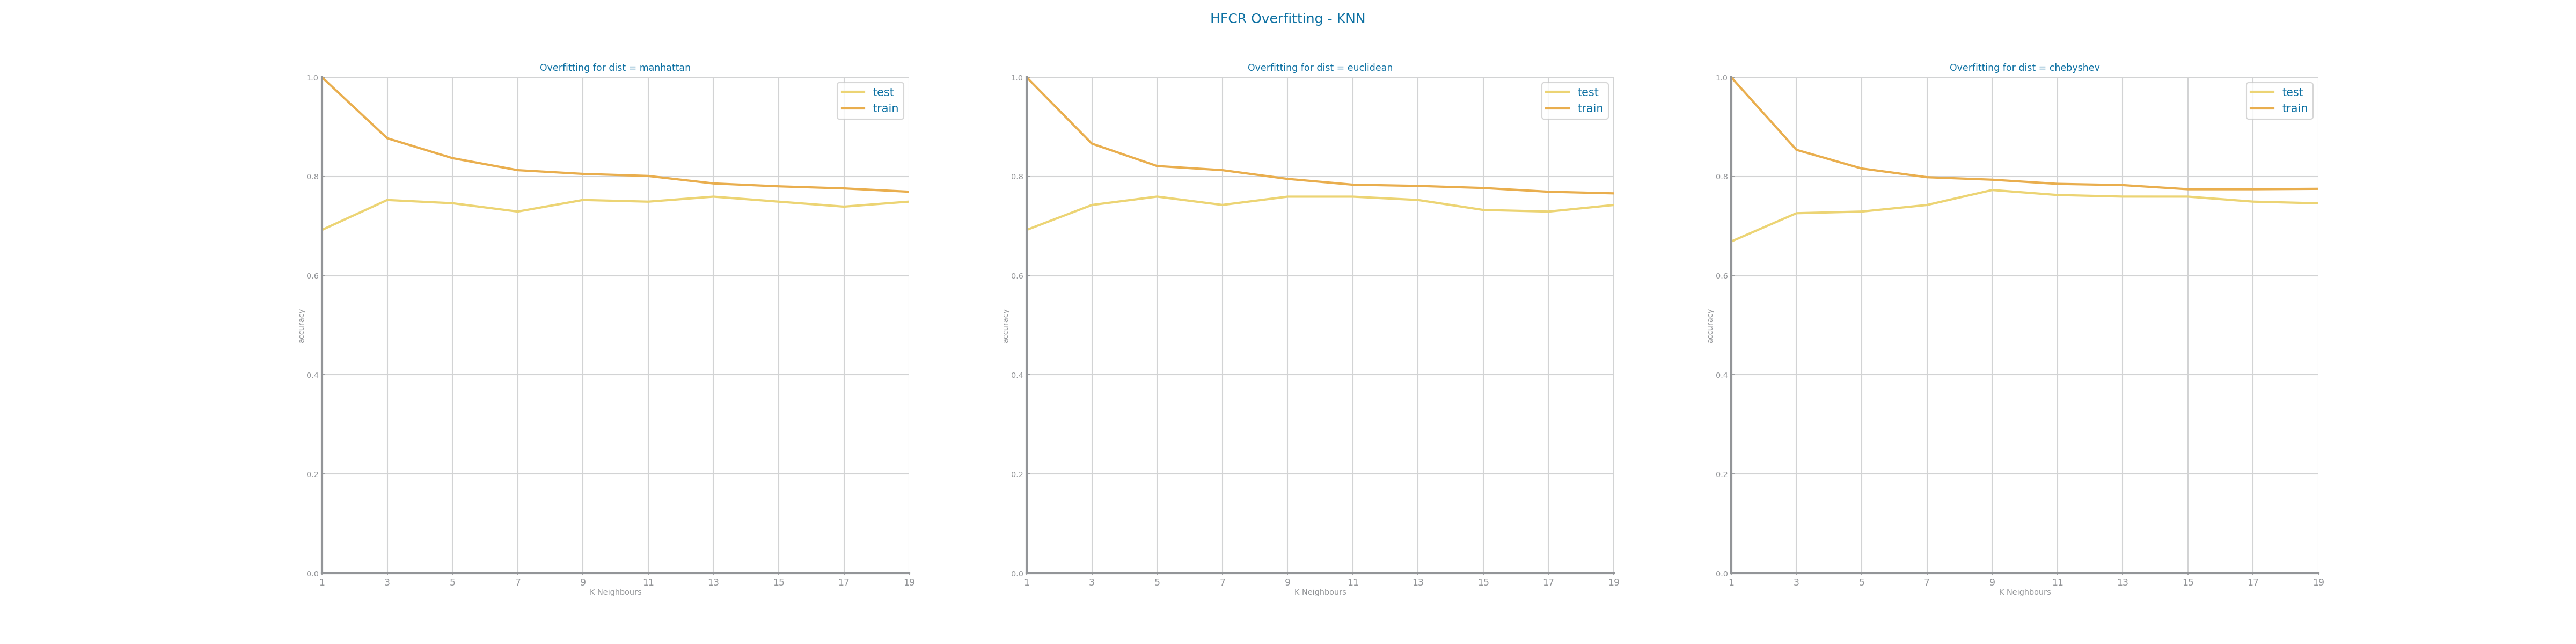 HFCR Overfitting - KNN
Overfitting for dist = manhattan
1.0
0.8
0.6
0.4
0.2
0.0
accuracy
test
train
1 3 5 7 9 11 13 15 17 19
K Neighbours
Overfitting for dist = euclidean
1.0
0.8
0.6
0.4
0.2
0.0
accuracy
test
train
1 3 5 7 9 11 13 15 17 19
K Neighbours
Overfitting for dist = chebyshev
1.0
0.8
0.6
0.4
0.2
0.0
accuracy
test
train
1 3 5 7 9 11 13 15 17 19
K Neighbours